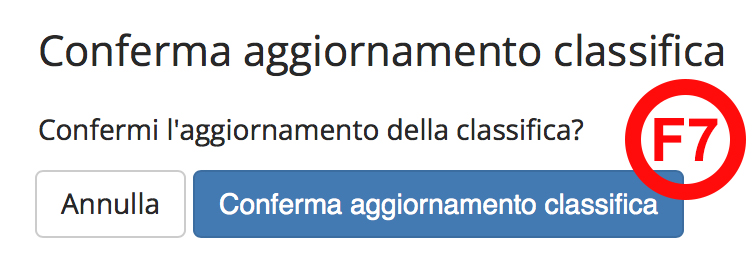 Conferma aggiornamento classifica
Confermi l'aggiornamento della classifica?
F7
Annulla
Conferma aggiornamento classifica